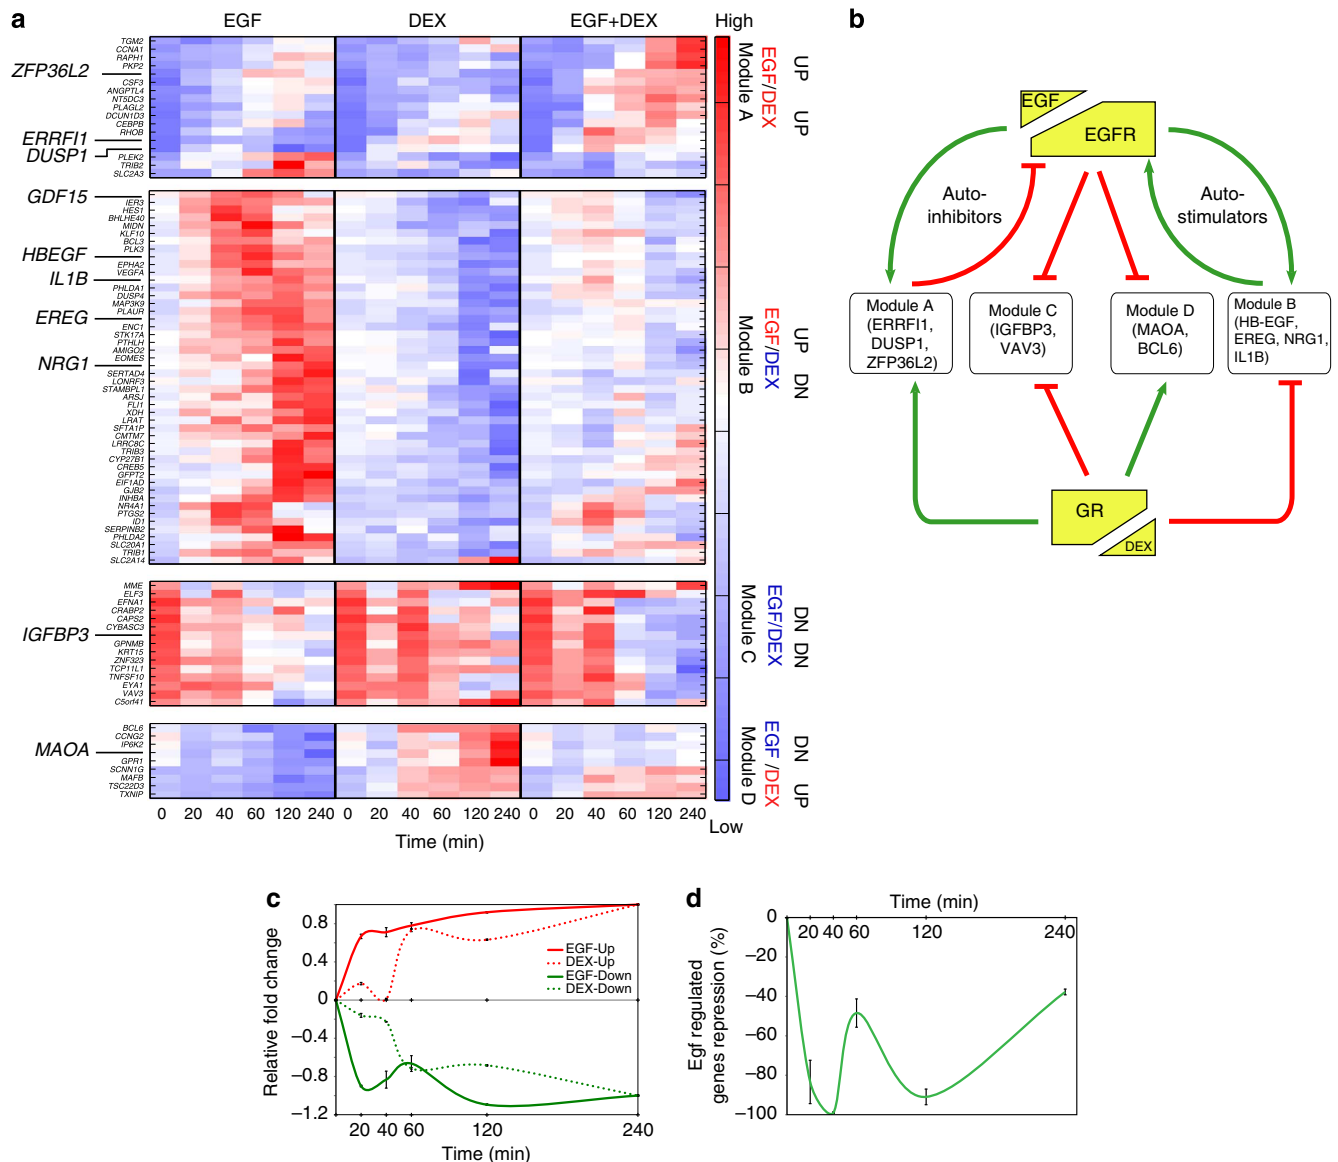 a
EGF
DEX
EGF+DEX
High
TGM2
CCNA1
RAPH1
PKP2
ZFP36L2
CSF3
ANGPTL4
NT5DC3
PLAGL2
DCUN1D3
CEBPB
RHOB
ERRFI1
DUSP1
PLEK2
TRIB2
SLC2A3
Module A
EGF/DEX
UP UP
GDF15
IER3
HES1
BHLHE40
MIDN
KLF10
BCL3
PLK3
HBEGF
EPHA2
VEGFA
IL1B
PHLDA1
DUSP4
MAP3K9
PLAUR
EREG
ENC1
STK17A
PTHLH
AMIGO2
EOMES
NRG1
SERTAD4
LONRF3
STAMBPL1
ARSJ
FLI1
XDH
LRAT
SFTA1P
CMTM7
LRRC8C
TRIB3
CYP27B1
CREB5
GFPT2
EIF1AD
GJB2
INHBA
NR4A1
PTGS2
ID1
SERPINB2
PHLDA2
SLC20A1
TRIB1
SLC2A14
Module B
EGF/DEX
UP DN
MME
ELF3
EFNA1
CRABP2
CAPS2
CYBASC3
IGFBP3
GPNMB
KRT15
ZNF323
TCP11L1
TNFSF10
EYA1
VAV3
C5orf41
Module C
EGF/DEX
DN DN
BCL6
CCNG2
IP6K2
MAOA
GPR1
SCNN1G
MAFB
TSC22D3
TXNIP
Module D
EGF /DEX
DN UP
0 20 40 60 120 240 0 20 40 60 120 240 0 20 40 60 120 240
Low
Time (min)
b
EGF
EGFR
Auto-
inhibitors
Auto-
stimulators
Module A
(ERRFI1,
DUSP1,
ZFP36L2)
Module C
(IGFBP3,
VAV3)
Module D
(MAOA,
BCL6)
Module B
(HB-EGF,
EREG, NRG1,
IL1B)
GR
DEX
c
Relative fold change
0.8
0.4
0
−0.4
−0.8
−1.2
EGF-Up
DEX-Up
EGF-Down
DEX-Down
20 40 60 120 240
Time (min)
d
Time (min)
20 40 60 120 240
Egf regulated
genes repression (%)
0
−20
−40
−60
−80
−100